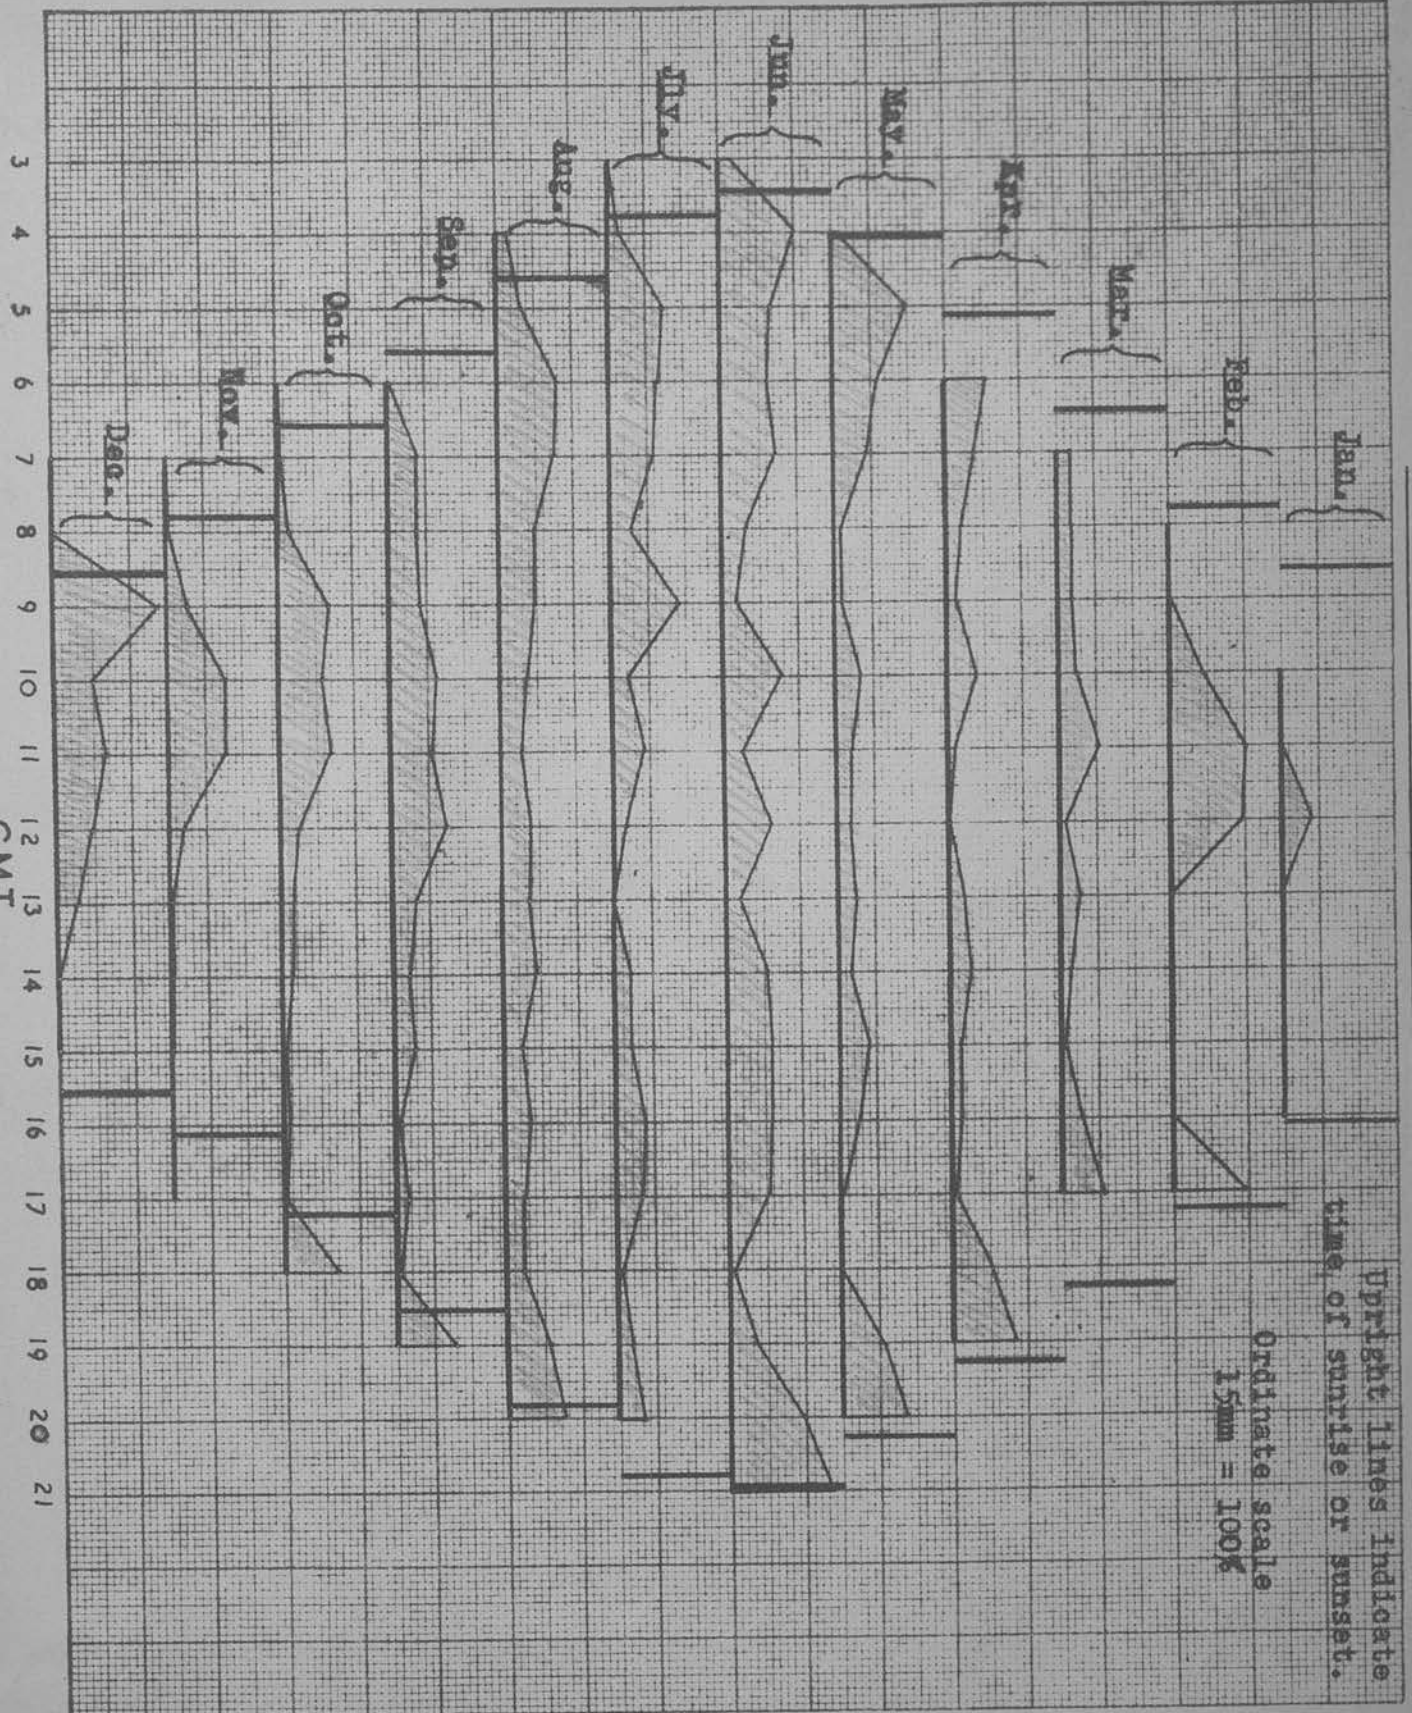 Upright lines indicate
time of sunrise or sunset.
Ordinate scale
15mm = 100%
Jan.
Feb.
Mar.
Apr.
May.
Jun.
Jly.
Aug.
Sep.
Oct.
Nov.
Dec.
3 4 5 6 7 8 9 10 11 12 13 14 15 16 17 18 19 20 21
GMT